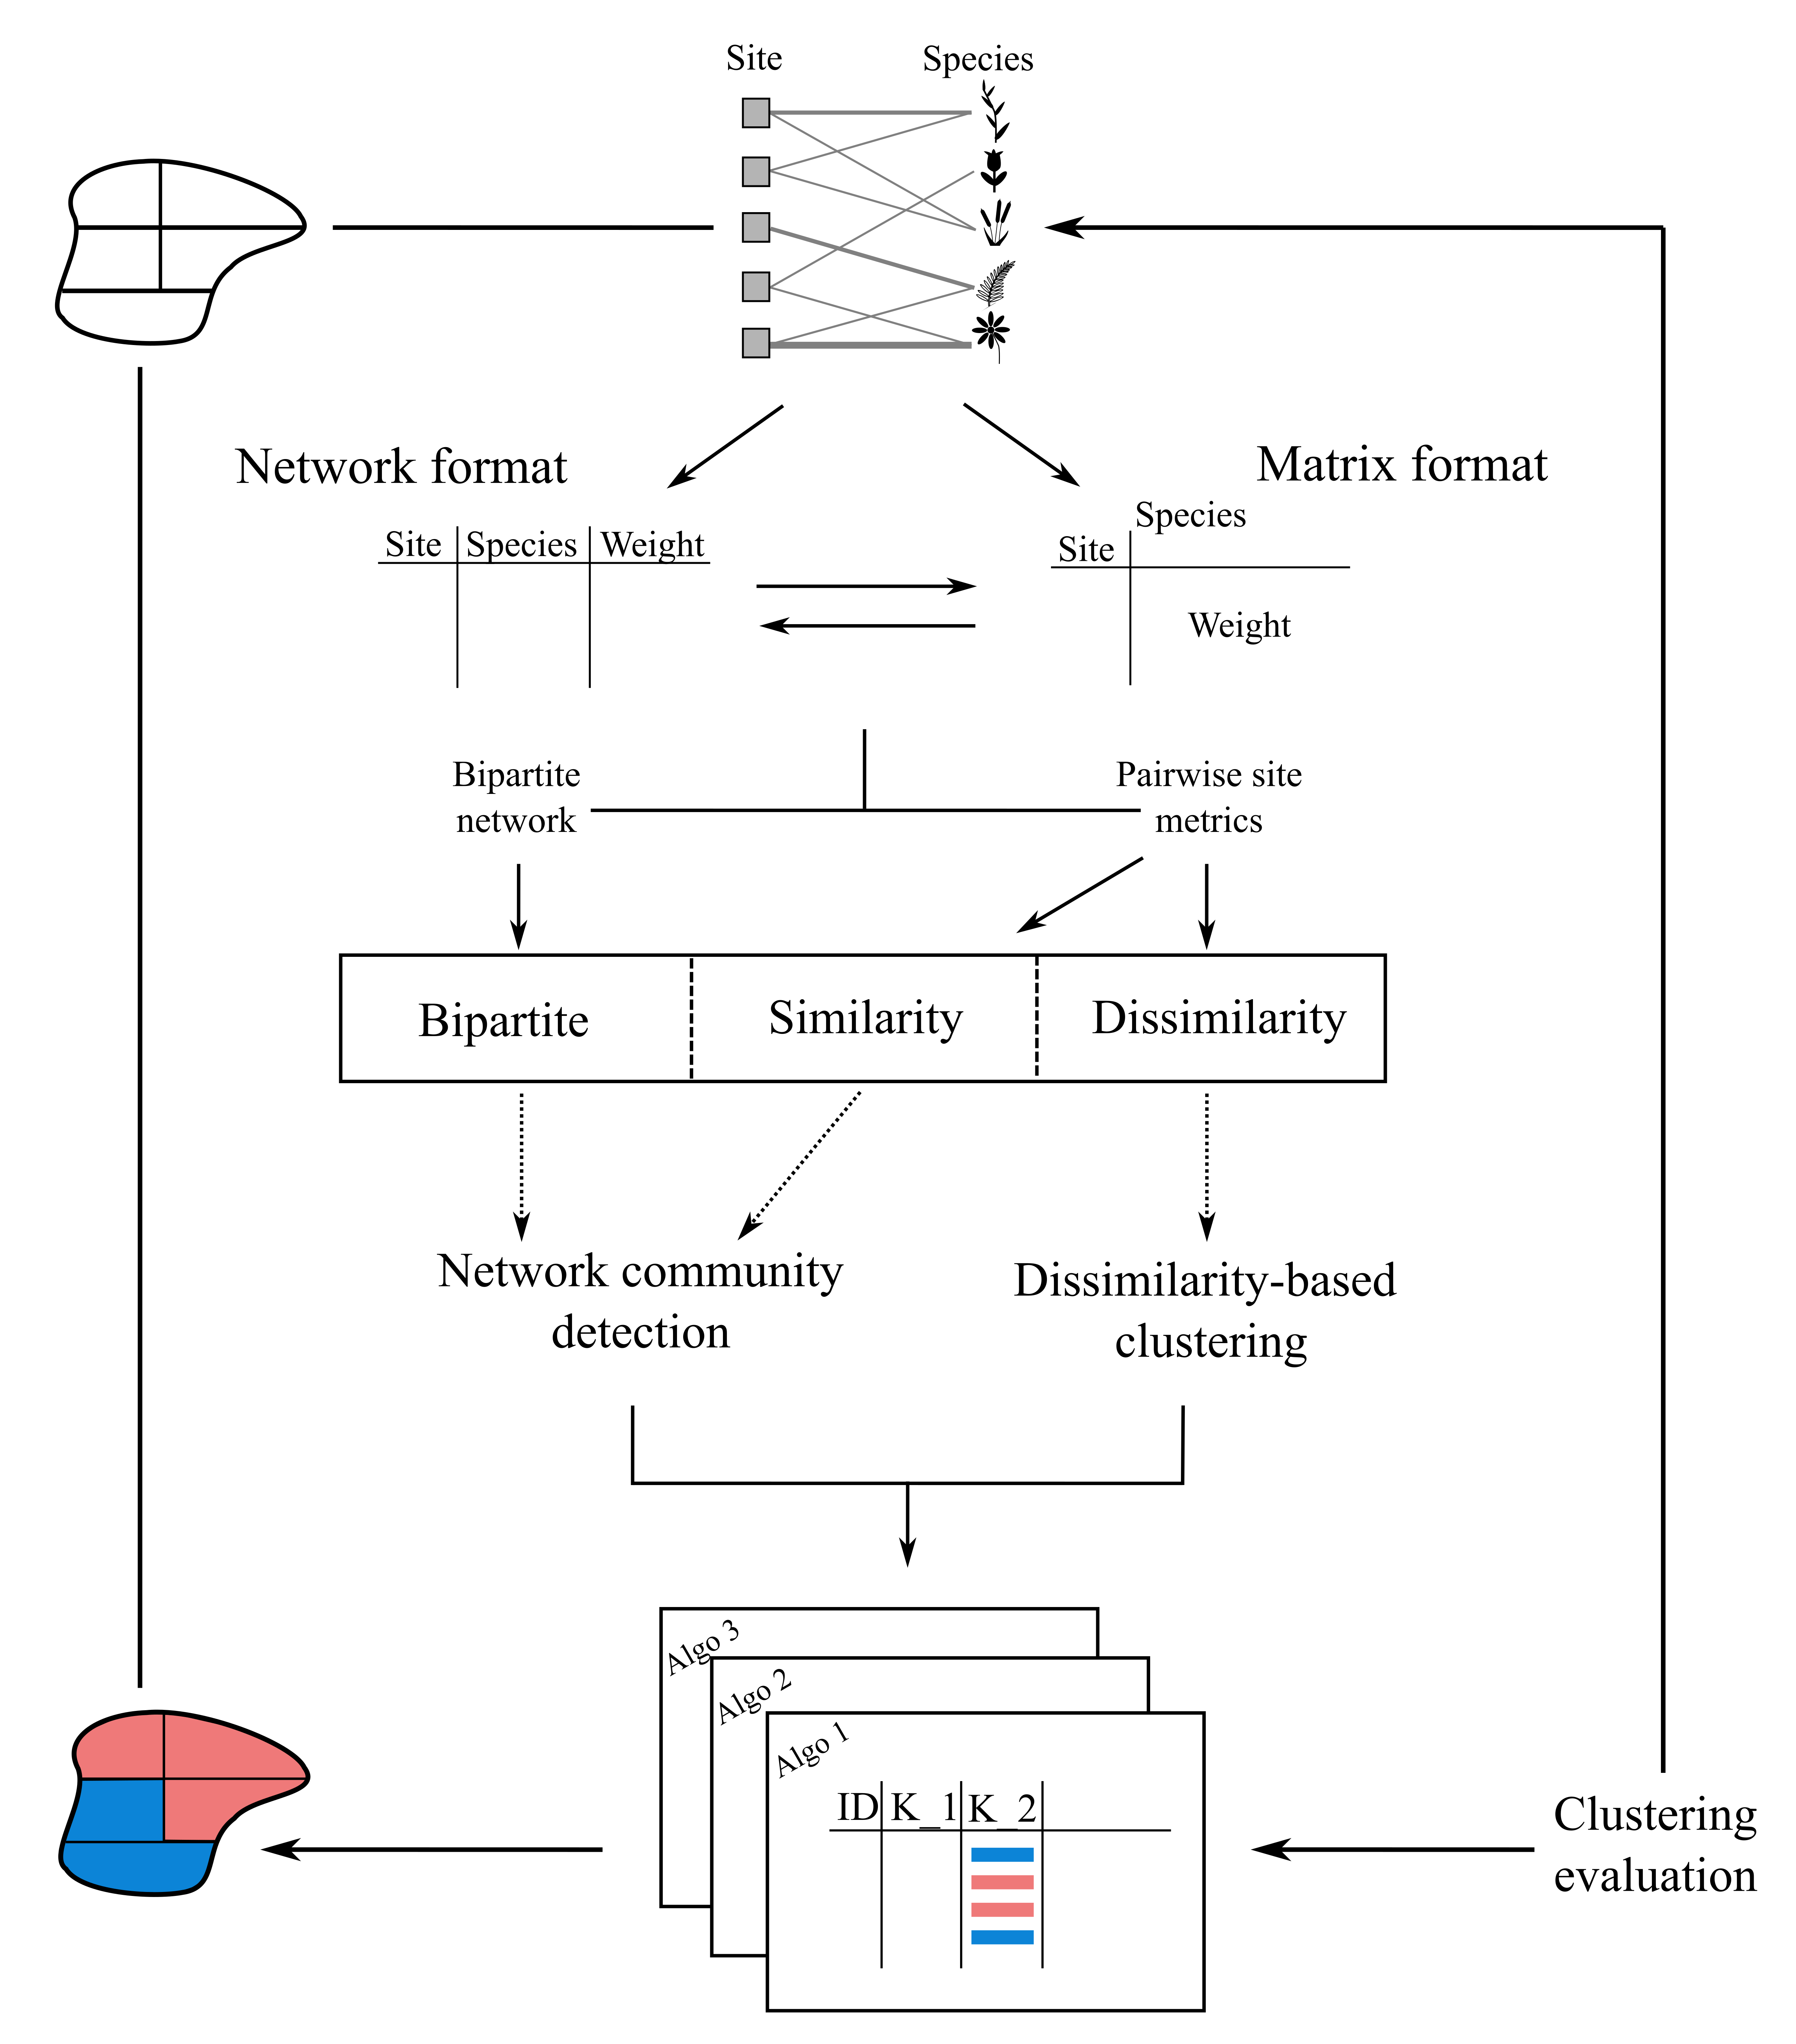 Site
Species
Network format
Matrix format
Site Species Weight
Species
Site
Weight
Bipartite
network
Pairwise site
metrics
Bipartite
Similarity
Dissimilarity
Network community
detection
Dissimilarity-based
clustering
Algo 3
Algo 2
Algo 1
ID K_1 K_2
Clustering
evaluation